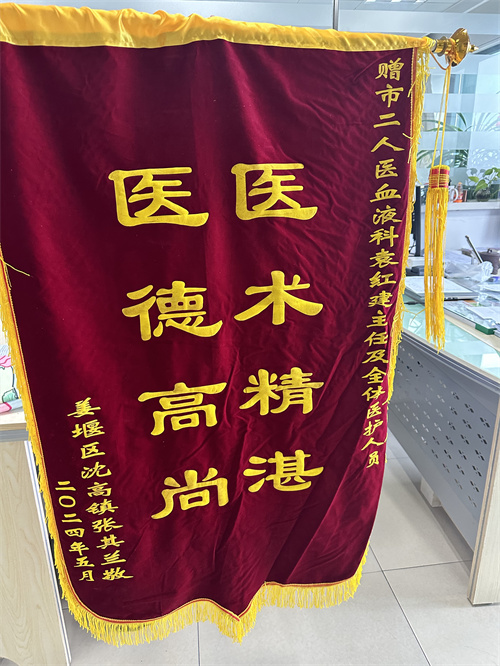 赠市二人医血液科袁红建主任及全体医护人员
医术精湛
医德高尚
姜堰区沈高镇张其兰敬
二〇二四年五月